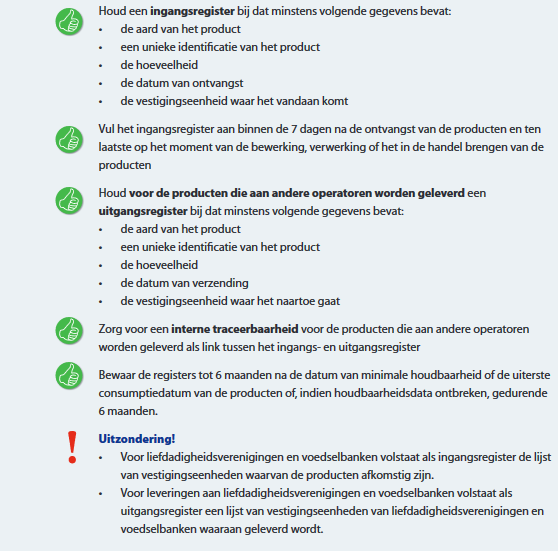 Houd een ingangsregister bij dat minstens volgende gegevens bevat:
• de aard van het product
• een unieke identificatie van het product
• de hoeveelheid
• de datum van ontvangst
• de vestigingseenheid waar het vandaan komt
Vul het ingangsregister aan binnen de 7 dagen na de ontvangst van de producten en ten
laatste op het moment van de bewerking, verwerking of het in de handel brengen van de
producten
Houd voor de producten die aan andere operatoren worden geleverd een
uitgangsregister bij dat minstens volgende gegevens bevat:
• de aard van het product
• een unieke identificatie van het product
• de hoeveelheid
• de datum van verzending
• de vestigingseenheid waar het naartoe gaat
Zorg voor een interne traceerbaarheid voor de producten die aan andere operatoren
worden geleverd als link tussen het ingangs- en uitgangsregister
Bewaar de registers tot 6 maanden na de datum van minimale houdbaarheid of de uiterste
consumptiedatum van de producten of, indien houdbaarheidsdata ontbreken, gedurende
6 maanden.
Uitzondering!
• Voor liefdadigheidsverenigingen en voedselbanken volstaat als ingangsregister de lijst
van vestigingseenheden waarvan de producten afkomstig zijn.
• Voor leveringen aan liefdadigheidsverenigingen en voedselbanken volstaat als
uitgangsregister een lijst van vestigingseenheden van liefdadigheidsverenigingen en
voedselbanken waaraan geleverd wordt.